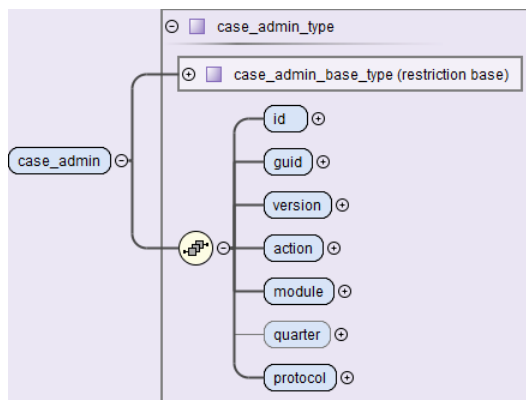 case_admin_type
case_admin_base_type (restriction base)
id
guid
case_admin
version
action
module
quarter
protocol